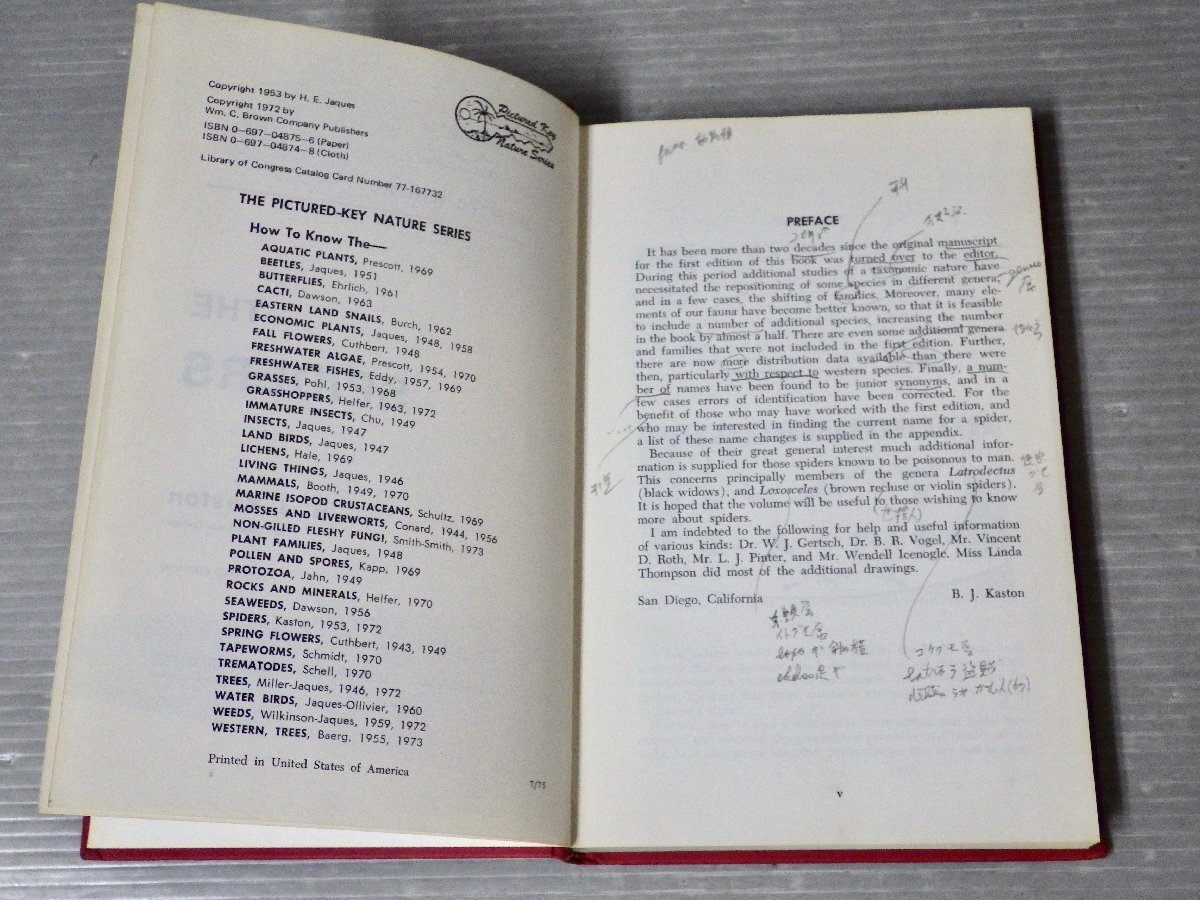 Copyright 1953 by H. E. Jaques
Copyright 1972 by
Wm. C. Brown Company Publishers
ISBN 0-697-04875-6 (Paper)
ISBN 0-697-04874-8 (Cloth)
Library of Congress Catalog Card Number 77-167732
Pictured Key
Nature Series
THE PICTURED-KEY NATURE SERIES
How To Know The—
AQUATIC PLANTS, Prescott, 1969
BEETLES, Jaques, 1951
BUTTERFLIES, Ehrlich, 1961
CACTI, Dawson, 1963
EASTERN LAND SNAILS, Burch, 1962
ECONOMIC PLANTS, Jaques, 1948, 1958
FALL FLOWERS, Cuthbert, 1948
FRESHWATER ALGAE, Prescott, 1954, 1970
FRESHWATER FISHES, Eddy, 1957, 1969
GRASSES, Pohl, 1953, 1968
GRASSHOPPERS, Helfer, 1963, 1972
IMMATURE INSECTS, Chu, 1949
INSECTS, Jaques, 1947
LAND BIRDS, Jaques, 1947
LICHENS, Hale, 1969
LIVING THINGS, Jaques, 1946
MAMMALS, Booth, 1949, 1970
MARINE ISOPOD CRUSTACEANS, Schultz, 1969
MOSSES AND LIVERWORTS, Conard, 1944, 1956
NON-GILLED FLESHY FUNGI, Smith-Smith, 1973
PLANT FAMILIES, Jaques, 1948
POLLEN AND SPORES, Kapp, 1969
PROTOZOA, Jahn, 1949
ROCKS AND MINERALS, Helfer, 1970
SEAWEEDS, Dawson, 1956
SPIDERS, Kaston, 1953, 1972
SPRING FLOWERS, Cuthbert, 1943, 1949
TAPEWORMS, Schmidt, 1970
TREMATODES, Schell, 1970
TREES, Miller-Jaques, 1946, 1972
WATER BIRDS, Jaques-Ollivier, 1960
WEEDS, Wilkinson-Jaques, 1959, 1972
WESTERN, TREES, Baerg, 1955, 1973
Printed in United States of America
7/75
科
PREFACE
It has been more than two decades since the original manuscript
for the first edition of this book was turned over to the editor.
During this period additional studies of a taxonomic nature have
necessitated the repositioning of some species in different genera,
and in a few cases, the shifting of families. Moreover, many ele-
ments of our fauna have become better known, so that it is feasible
to include a number of additional species, increasing the number
in the book by almost a half. There are even some additional genera
and families that were not included in the first edition. Further,
there are now more distribution data available than there were
then, particularly with respect to western species. Finally, a num-
ber of names have been found to be junior synonyms, and in a
few cases errors of identification have been corrected. For the
benefit of those who may have worked with the first edition, and
who may be interested in finding the current name for a spider,
a list of these name changes is supplied in the appendix.
Because of their great general interest much additional infor-
mation is supplied for those spiders known to be poisonous to man.
This concerns principally members of the genera Latrodectus
(black widows), and Loxosceles (brown recluse or violin spiders).
It is hoped that the volume will be useful to those wishing to know
more about spiders.
I am indebted to the following for help and useful information
of various kinds: Dr. W. J. Gertsch, Dr. B. R. Vogel, Mr. Vincent
D. Roth, Mr. L. J. Pinter, and Mr. Wendell Icenogle. Miss Linda
Thompson did most of the additional drawings.
San Diego, California B. J. Kaston
イトグモ属
ゴケグモ属
v